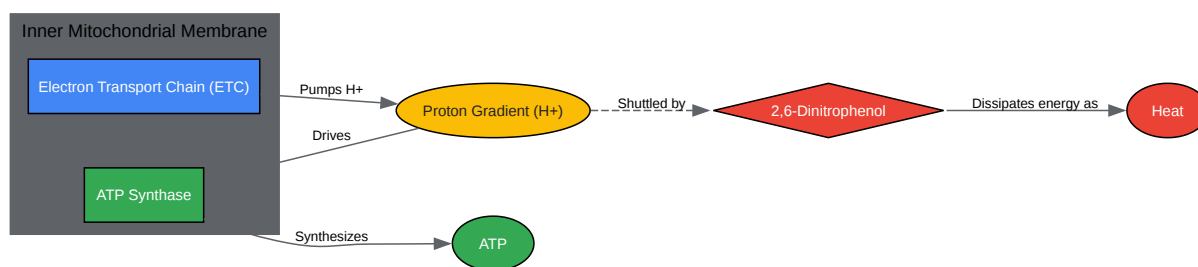 Inner Mitochondrial Membrane
Electron Transport Chain (ETC)
Pumps H+
Proton Gradient (H+)
Shuttled by
2,6-Dinitrophenol
Dissipates energy as
Heat
Drives
ATP Synthase
Synthesizes
ATP